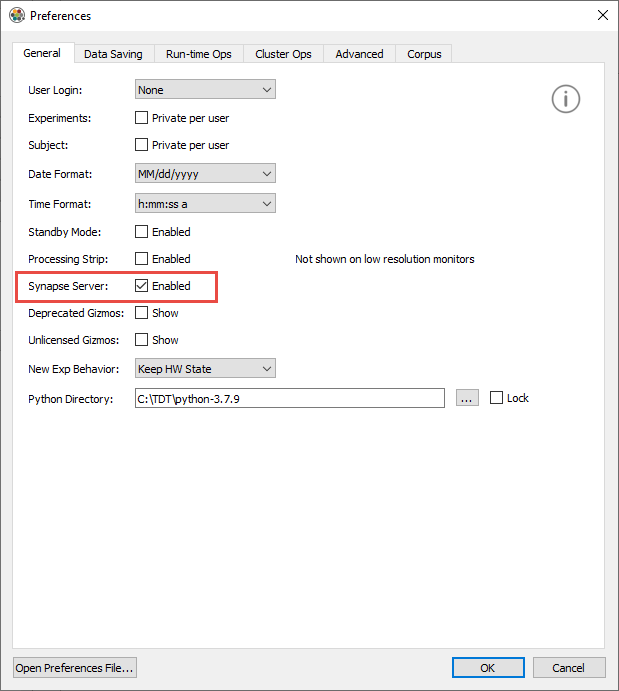 Preferences
General Data Saving Run-time Ops Cluster Ops Advanced Corpus
User Login: None
Experiments: Private per user
Subject: Private per user
Date Format: MM/dd/yyyy
Time Format: h:mm:ss a
Standby Mode: Enabled
Processing Strip: Enabled Not shown on low resolution monitors
Synapse Server: Enabled
Deprecated Gizmos: Show
Unlicensed Gizmos: Show
New Exp Behavior: Keep HW State
Python Directory: C:\TDT\python-3.7.9 ... Lock
Open Preferences File... OK Cancel